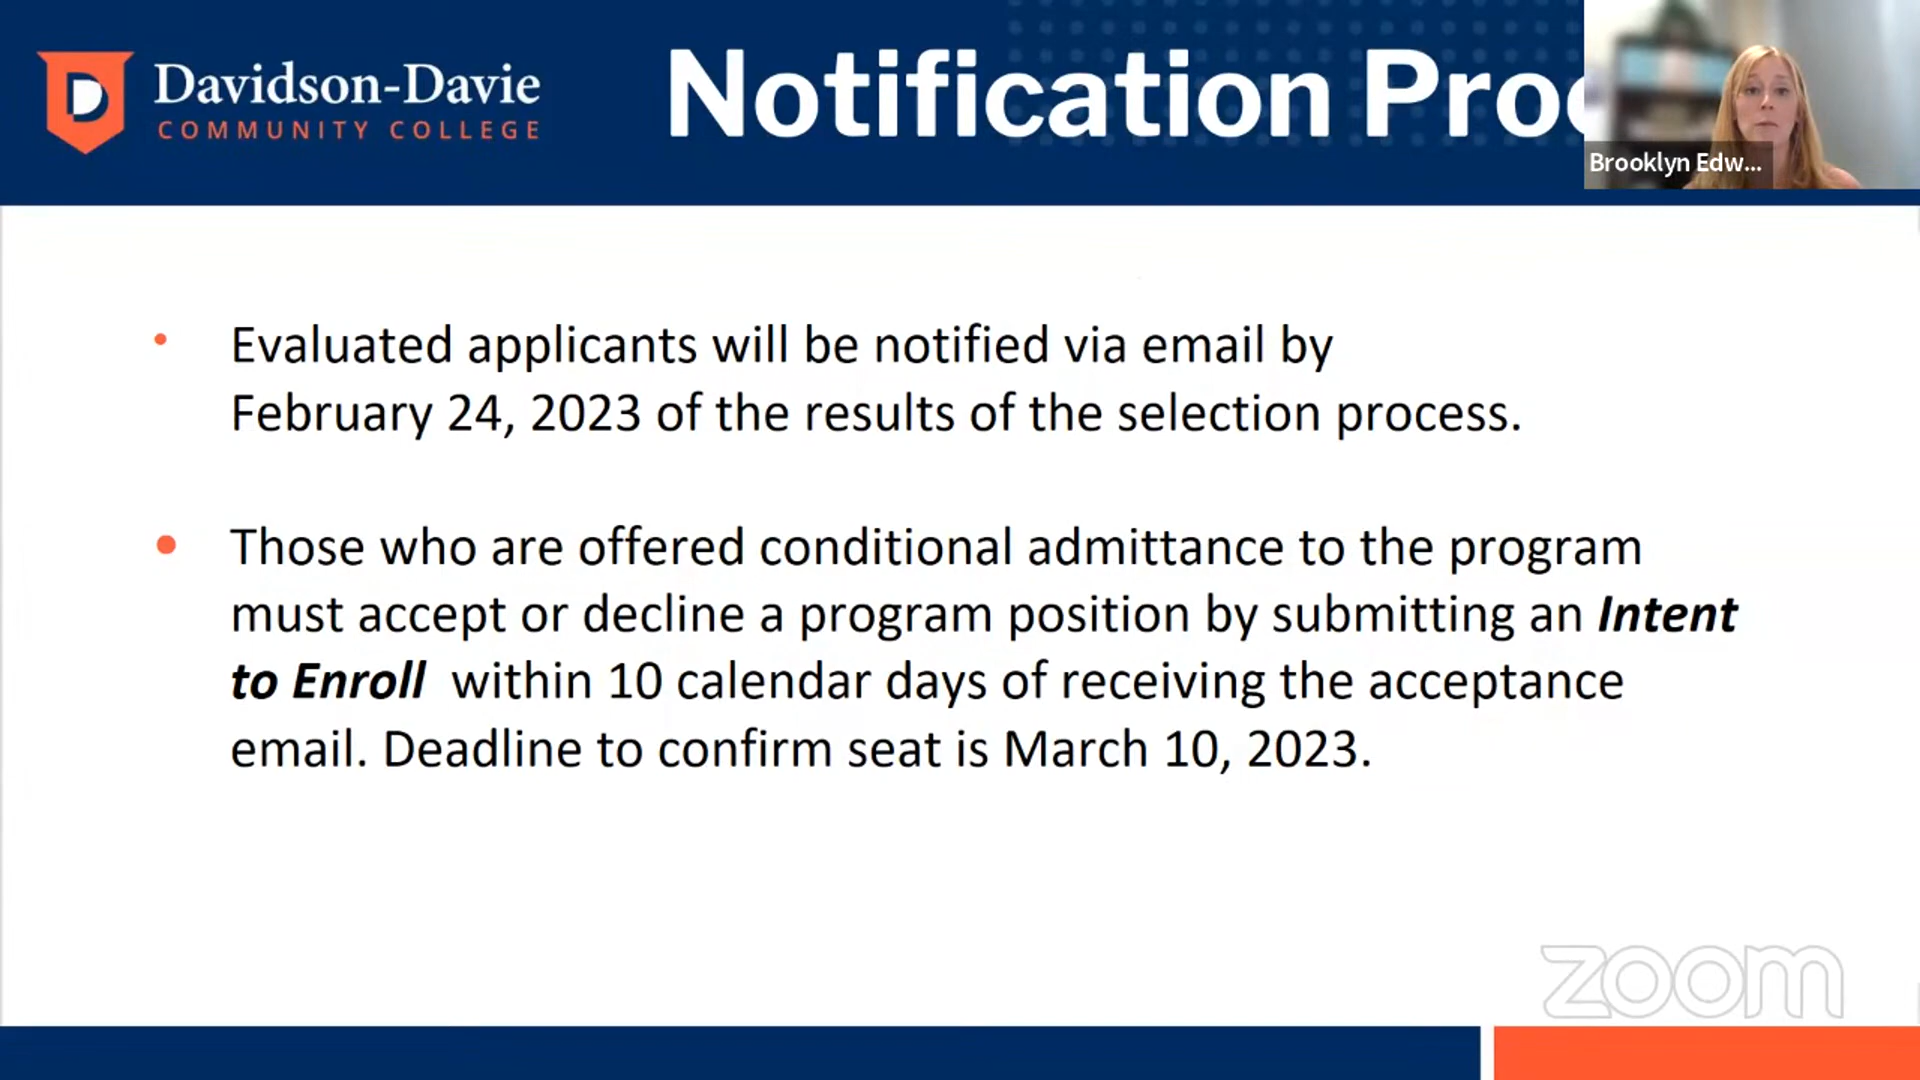 Davidson-Davie
COMMUNITY COLLEGE
Notification Proc
Brooklyn Edw...
Evaluated applicants will be notified via email by
February 24, 2023 of the results of the selection process.
Those who are offered conditional admittance to the program
must accept or decline a program position by submitting an Intent
to Enroll within 10 calendar days of receiving the acceptance
email. Deadline to confirm seat is March 10, 2023.
zoom